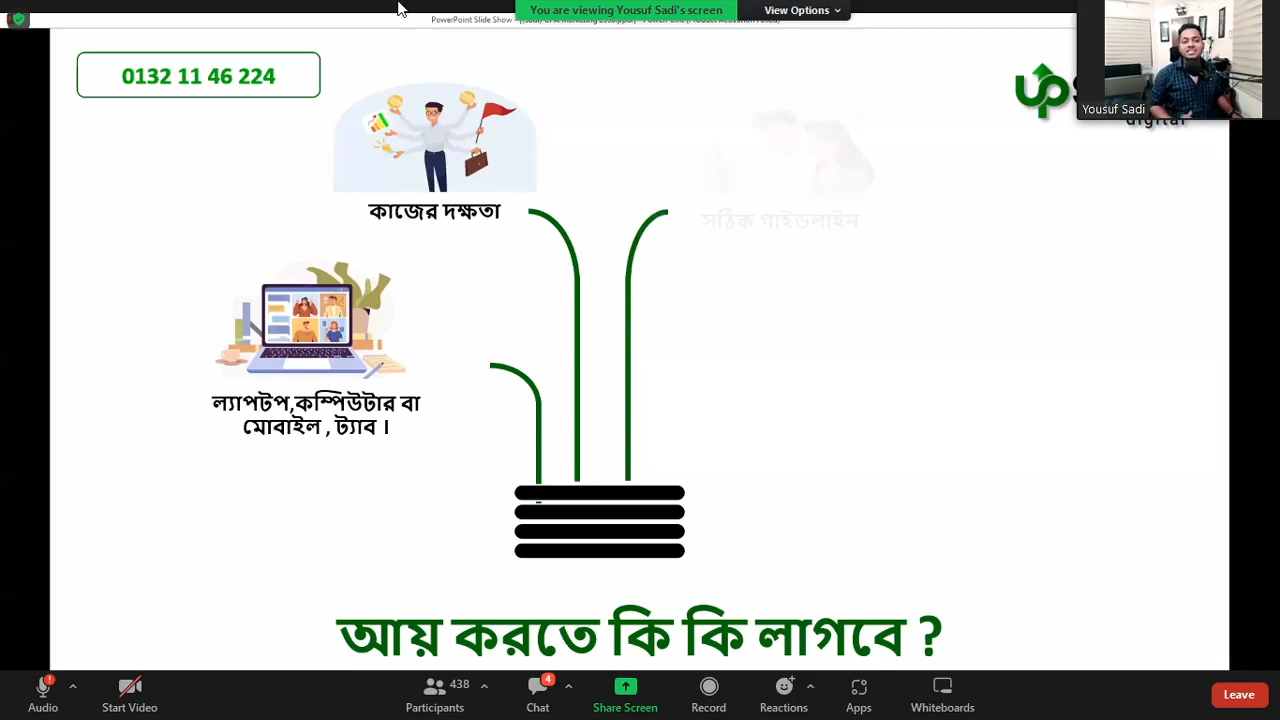 You are viewing Yousuf Sadi's screen
View Options
0132 11 46 224
Yousuf Sadi
digital
কাজের দক্ষতা
সঠিক গাইডলাইন
ল্যাপটপ,কম্পিউটার বা
মোবাইল , ট্যাব ।
আয় করতে কি কি লাগবে ?
Audio
Start Video
438
Participants
4
Chat
Share Screen
Record
Reactions
Apps
Whiteboards
Leave